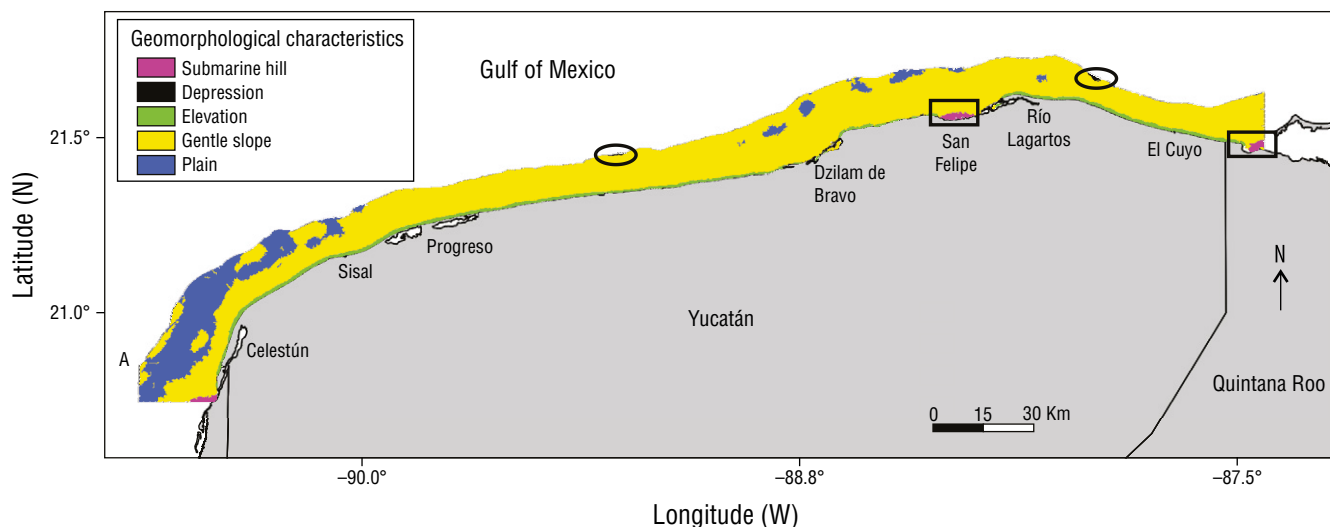 Geomorphological characteristics
Submarine hill
Depression
Elevation
Gentle slope
Plain
Gulf of Mexico
21.5°
21.0°
Latitude (N)
A
Celestún
Sisal
Progreso
Dzilam de
Bravo
San
Felipe
Río
Lagartos
El Cuyo
N
Yucatán
Quintana Roo
0 15 30 Km
–90.0° –88.8° –87.5°
Longitude (W)